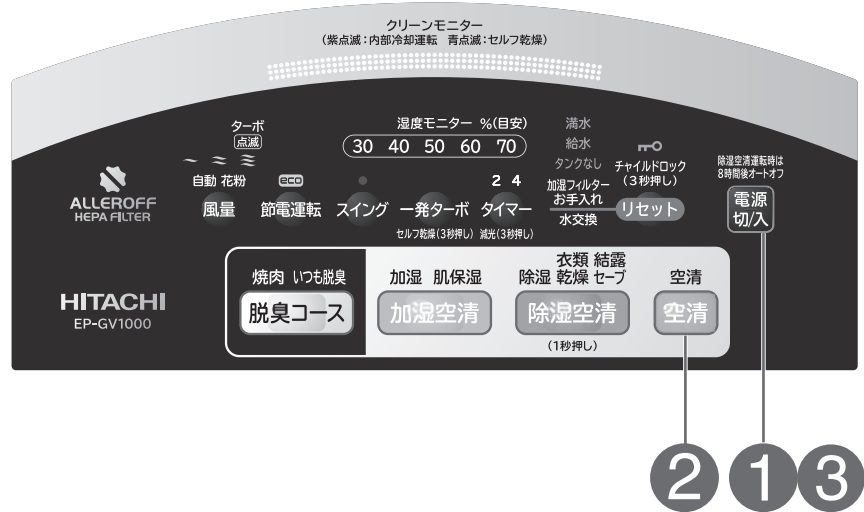 クリーンモニター
(紫点滅:内部冷却運転 青点滅:セルフ乾燥)
ターボ
点滅
湿度モニター %(目安)
30 40 50 60 70
満水
給水
タンクなし
チャイルドロック
(3秒押し)
除湿空清運転時は
8時間後オートオフ
ALLEROFF
HEPA FILTER
自動 花粉
風量
eco
節電運転
スイング
一発ターボ
セルフ乾燥(3秒押し)
2 4
タイマー
減光(3秒押し)
加湿フィルター
お手入れ
水交換
リセット
電源
切/入
HITACHI
EP-GV1000
焼肉 いつも脱臭
脱臭コース
加湿 肌保湿
加湿空清
除湿 衣類乾燥 結露セーブ
除湿空清
(1秒押し)
空清
空清
2 1 3